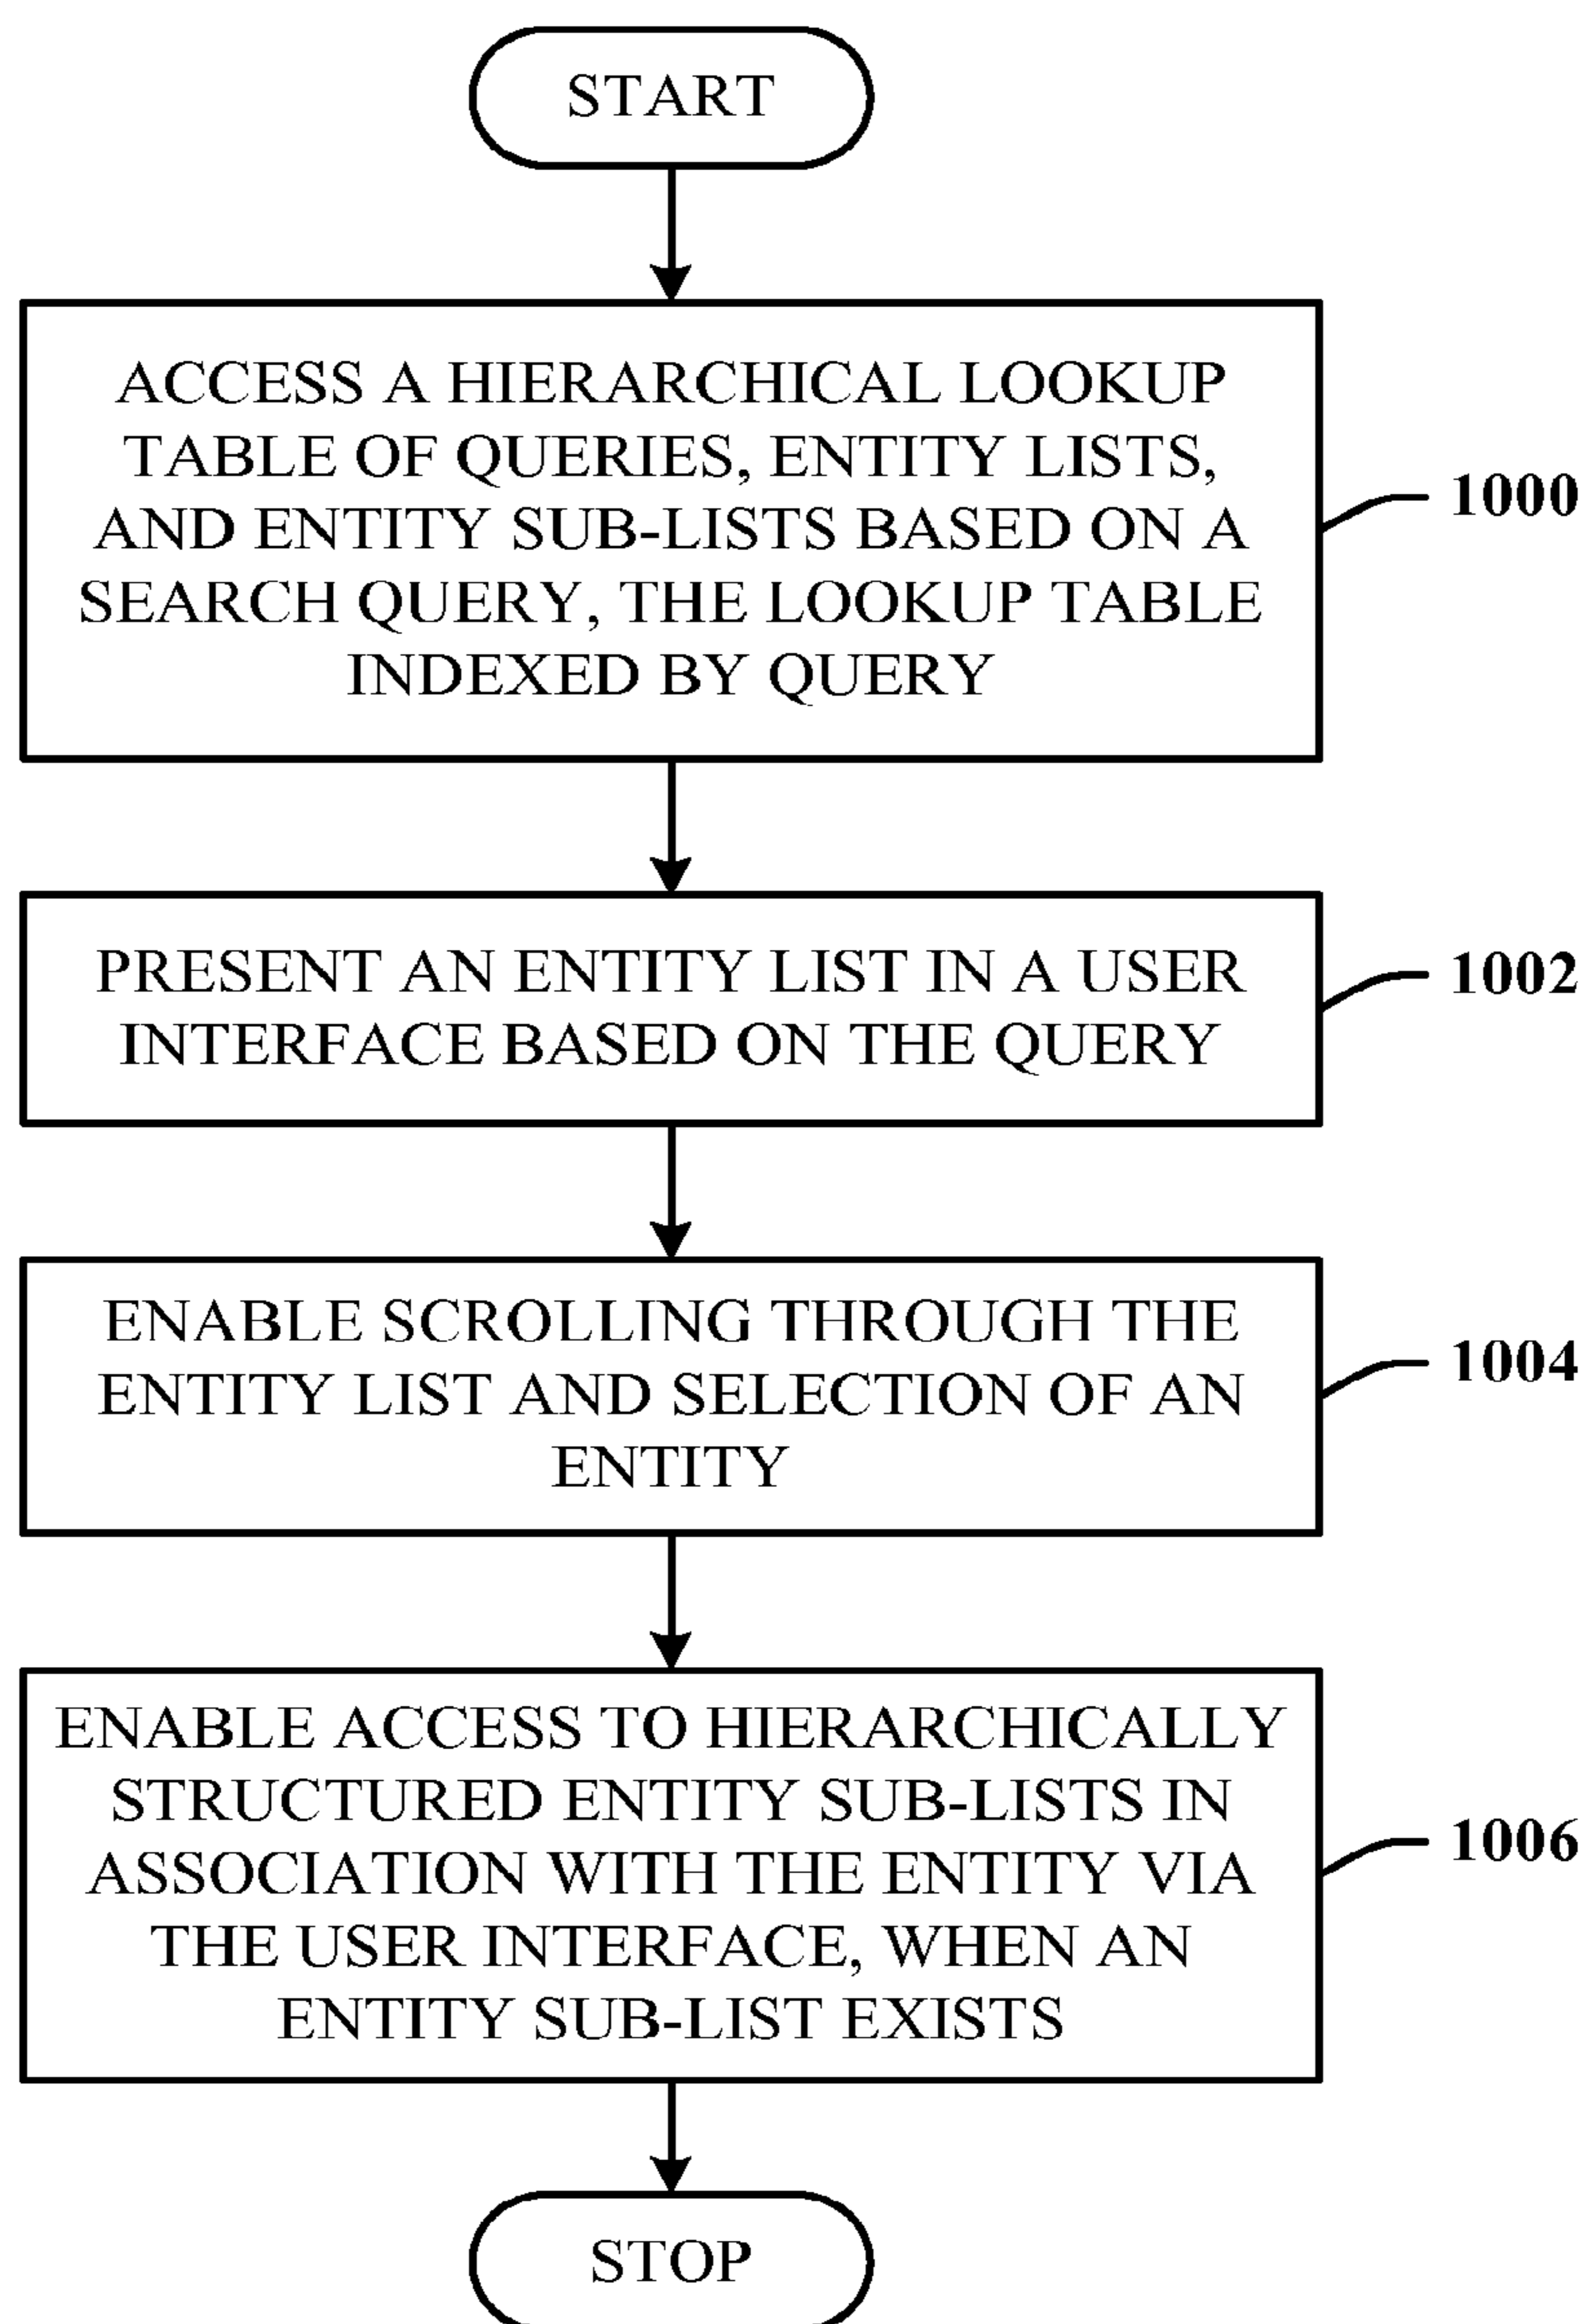 START
ACCESS A HIERARCHICAL LOOKUP
TABLE OF QUERIES, ENTITY LISTS,
AND ENTITY SUB-LISTS BASED ON A
SEARCH QUERY, THE LOOKUP TABLE
INDEXED BY QUERY
1000
PRESENT AN ENTITY LIST IN A USER
INTERFACE BASED ON THE QUERY
1002
ENABLE SCROLLING THROUGH THE
ENTITY LIST AND SELECTION OF AN
ENTITY
1004
ENABLE ACCESS TO HIERARCHICALLY
STRUCTURED ENTITY SUB-LISTS IN
ASSOCIATION WITH THE ENTITY VIA
THE USER INTERFACE, WHEN AN
ENTITY SUB-LIST EXISTS
1006
STOP